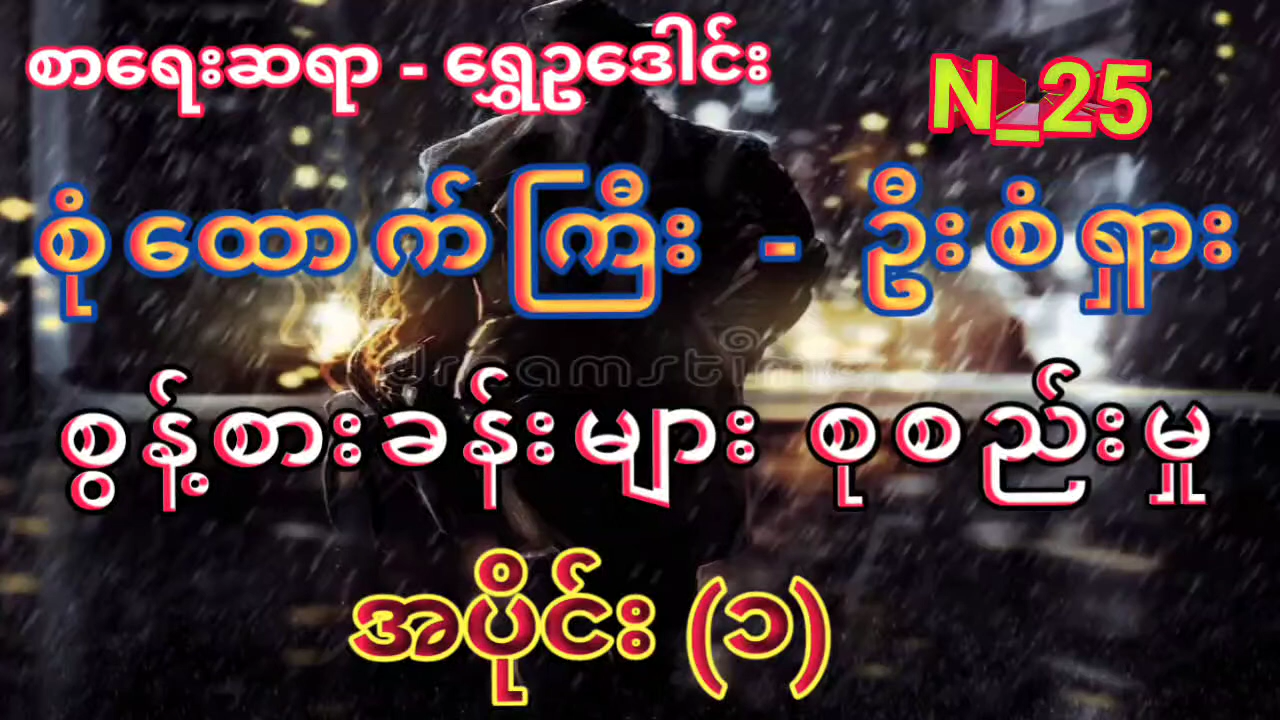 စာရေးဆရာ - ရွှေဥဒေါင်း
N_25
စုံထောက်ကြီး - ဦးစံရှား
dreamstime
စွန့်စားခန်းများ စုစည်းမှု
အပိုင်း (၁)